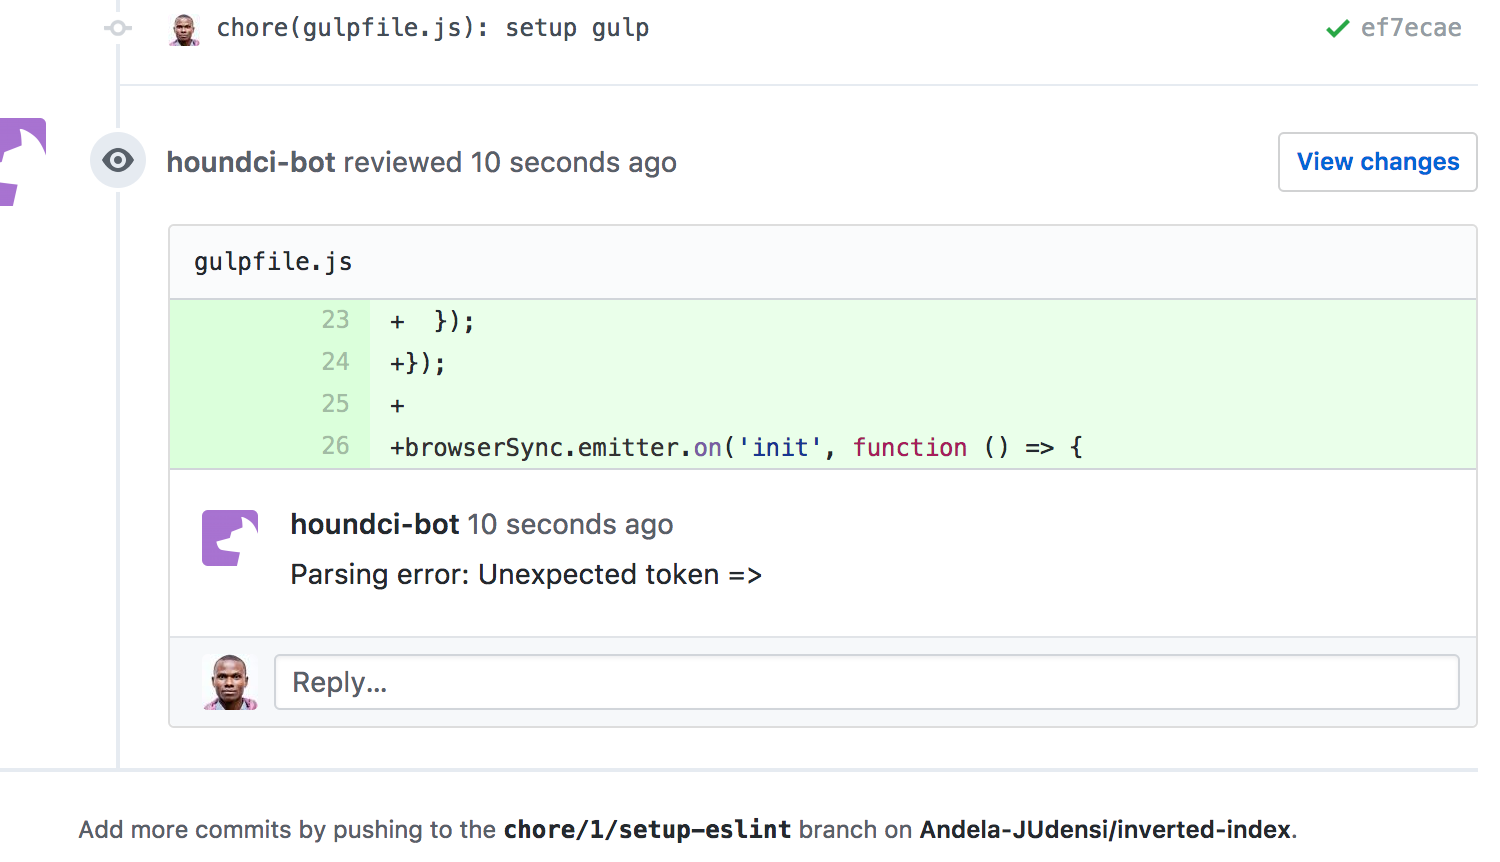 chore(gulpfile.js): setup gulp ef7ecae
houndci-bot reviewed 10 seconds ago View changes
gulpfile.js
23 + });
24 +});
25 +
26 +browserSync.emitter.on('init', function () => {
houndci-bot 10 seconds ago
Parsing error: Unexpected token =>
Reply...
Add more commits by pushing to the chore/1/setup-eslint branch on Andela-JUdensi/inverted-index.